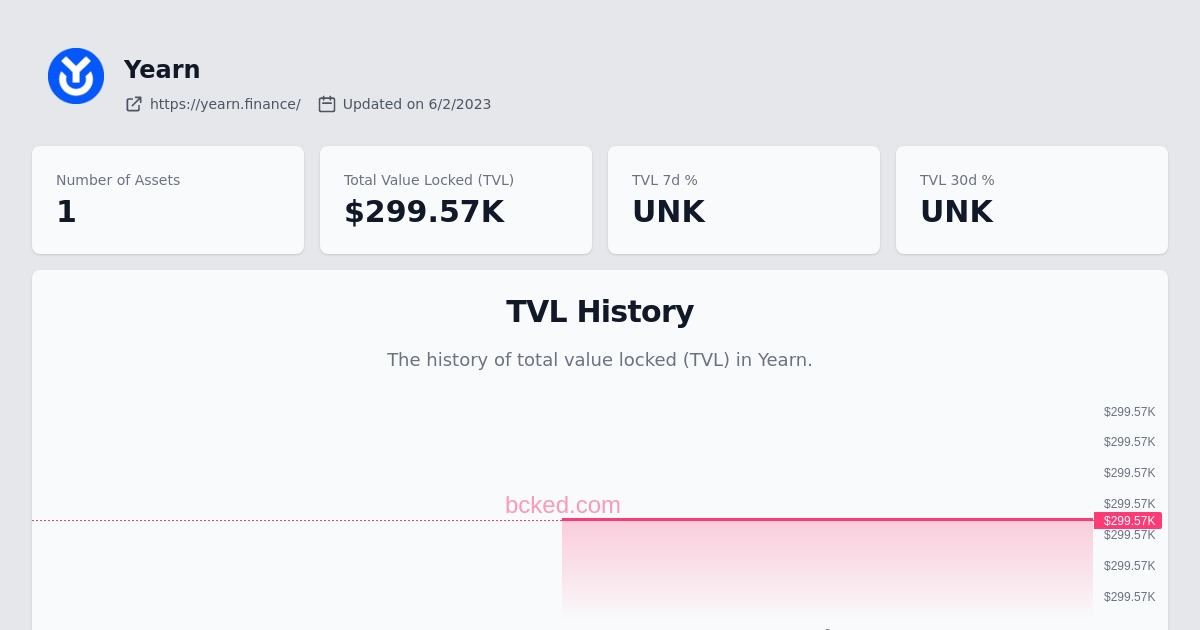 Yearn
https://yearn.finance/ Updated on 6/2/2023
Number of Assets
1
Total Value Locked (TVL)
$299.57K
TVL 7d %
UNK
TVL 30d %
UNK
TVL History
The history of total value locked (TVL) in Yearn.
$299.57K
$299.57K
$299.57K
$299.57K
bcked.com
$299.57K
$299.57K
$299.57K
$299.57K